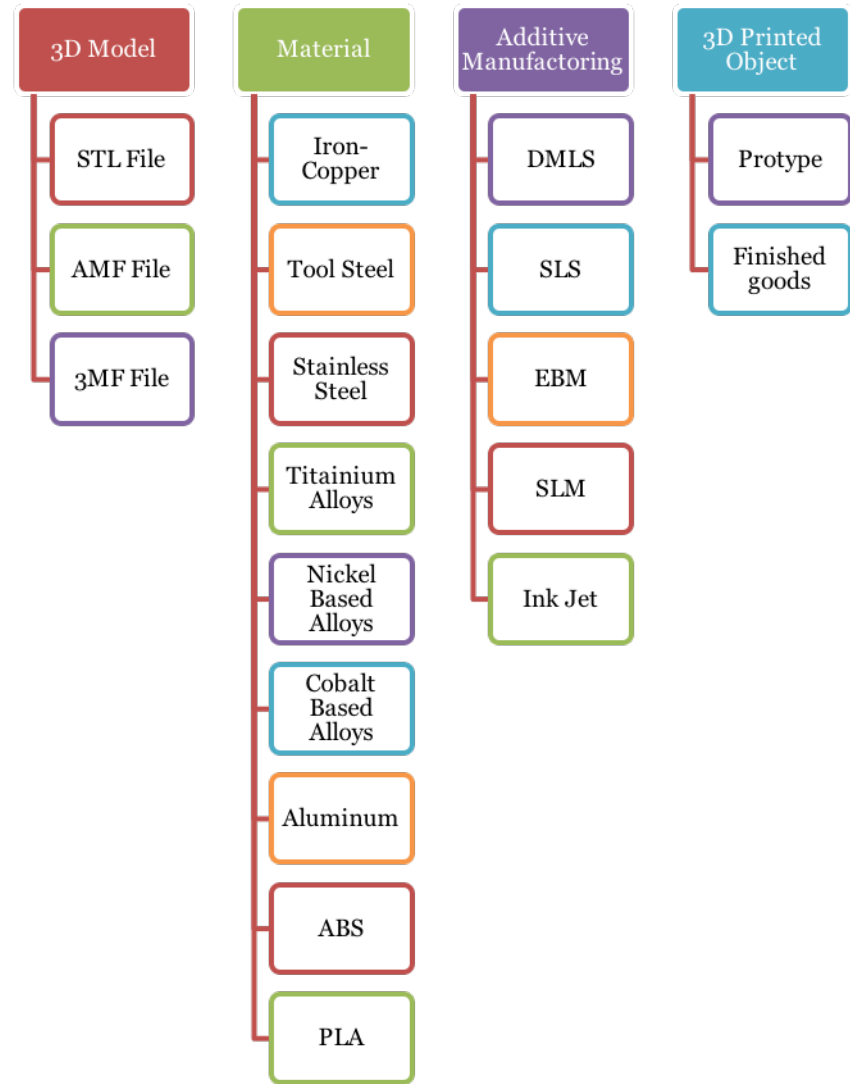 3D Model
STL File
AMF File
3MF File
Material
Iron-
Copper
Tool Steel
Stainless
Steel
Titainium
Alloys
Nickel
Based
Alloys
Cobalt
Based
Alloys
Aluminum
ABS
PLA
Additive
Manufactoring
DMLS
SLS
EBM
SLM
Ink Jet
3D Printed
Object
Protype
Finished
goods